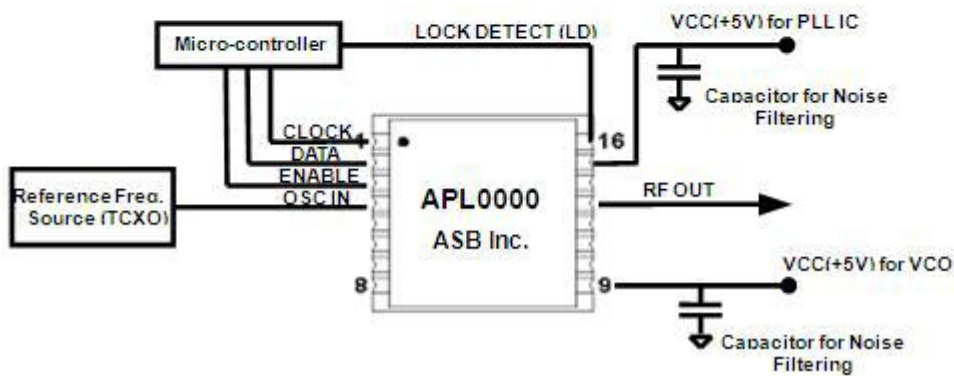 VCC(+5V) for PLL IC
Micro-controller
LOCK DETECT (LD)
Capacitor for Noise
Filtering
CLOCK
1
16
DATA
ENABLE
Reference Freq.
Source (TCXO)
OSC IN
APL0000
ASB Inc.
RF OUT
VCC(+5V) for VCO
8
9
Capacitor for Noise
Filtering